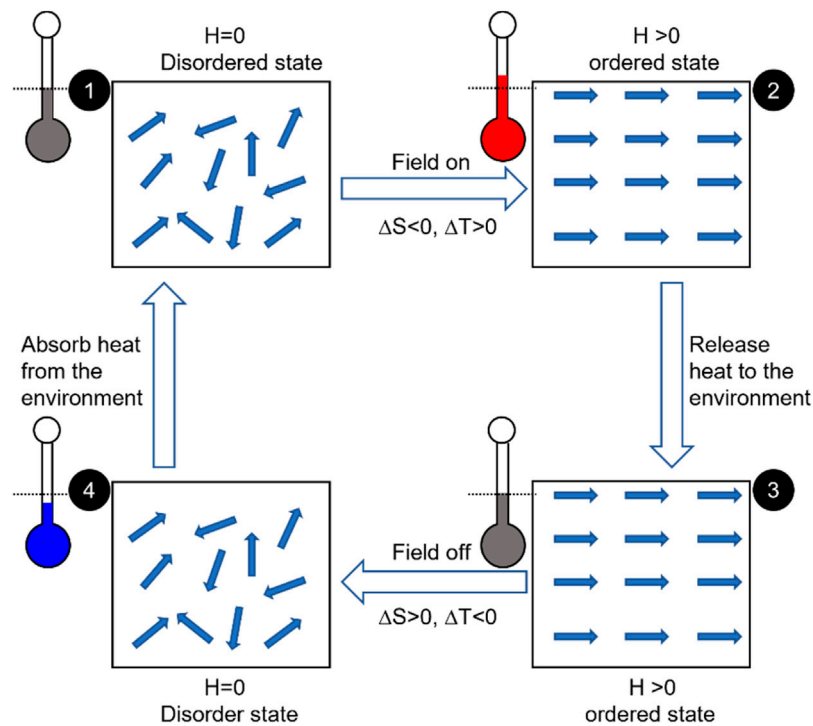 H=0
Disordered state
1
H >0
ordered state
2
Field on
ΔS<0, ΔT>0
Absorb heat
from the
environment
Release
heat to the
environment
4
3
Field off
ΔS>0, ΔT<0
H=0
Disorder state
H >0
ordered state